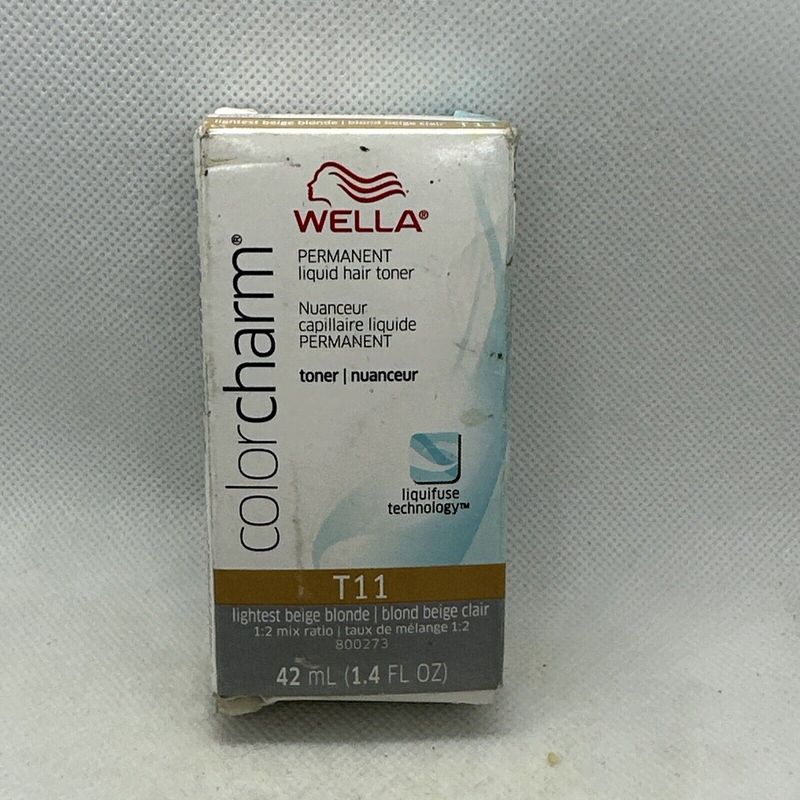 lightest beige blonde | blond beige clair T11
WELLA®
PERMANENT
liquid hair toner
Nuanceur
capillaire liquide
PERMANENT
toner | nuanceur
colorcharm®
liquifuse
technology™
T11
lightest beige blonde | blond beige clair
1:2 mix ratio | taux de mélange 1:2
800273
42 mL (1.4 FL OZ)